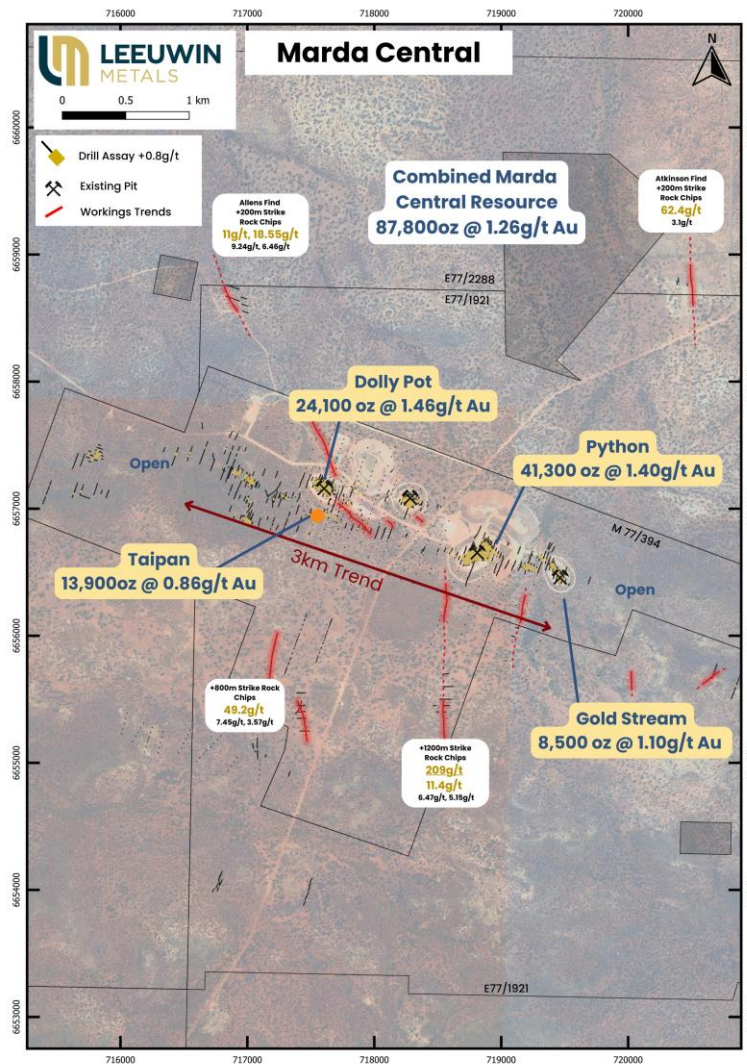 716000
717000
718000
719000
720000
LEEUWIN
METALS
0
0.5
1 km
Marda Central
N
Drill Assay +0.8g/t
Existing Pit
Workings Trends
6660000
6659000
6658000
6657000
6656000
6655000
6654000
6653000
Combined Marda
Central Resource
87,800oz @ 1.26g/t Au
Allens Find
+200m Strike
Rock Chips
11g/t, 18.55g/t
9.24g/t, 6.46g/t
Atkinson Find
+200m Strike
Rock Chips
62.4g/t
3.1g/t
E77/2288
E77/1921
Dolly Pot
24,100 oz @ 1.46g/t Au
Python
41,300 oz @ 1.40g/t Au
Open
M 77/394
3km Trend
Taipan
13,900oz @ 0.86g/t Au
Open
+800m Strike Rock
Chips
49.2g/t
7.45g/t, 3.57g/t
Gold Stream
8,500 oz @ 1.10g/t Au
+1200m Strike
Rock Chips
209g/t
11.4g/t
6.47g/t, 5.15g/t
E77/1921
716000
717000
718000
719000
720000